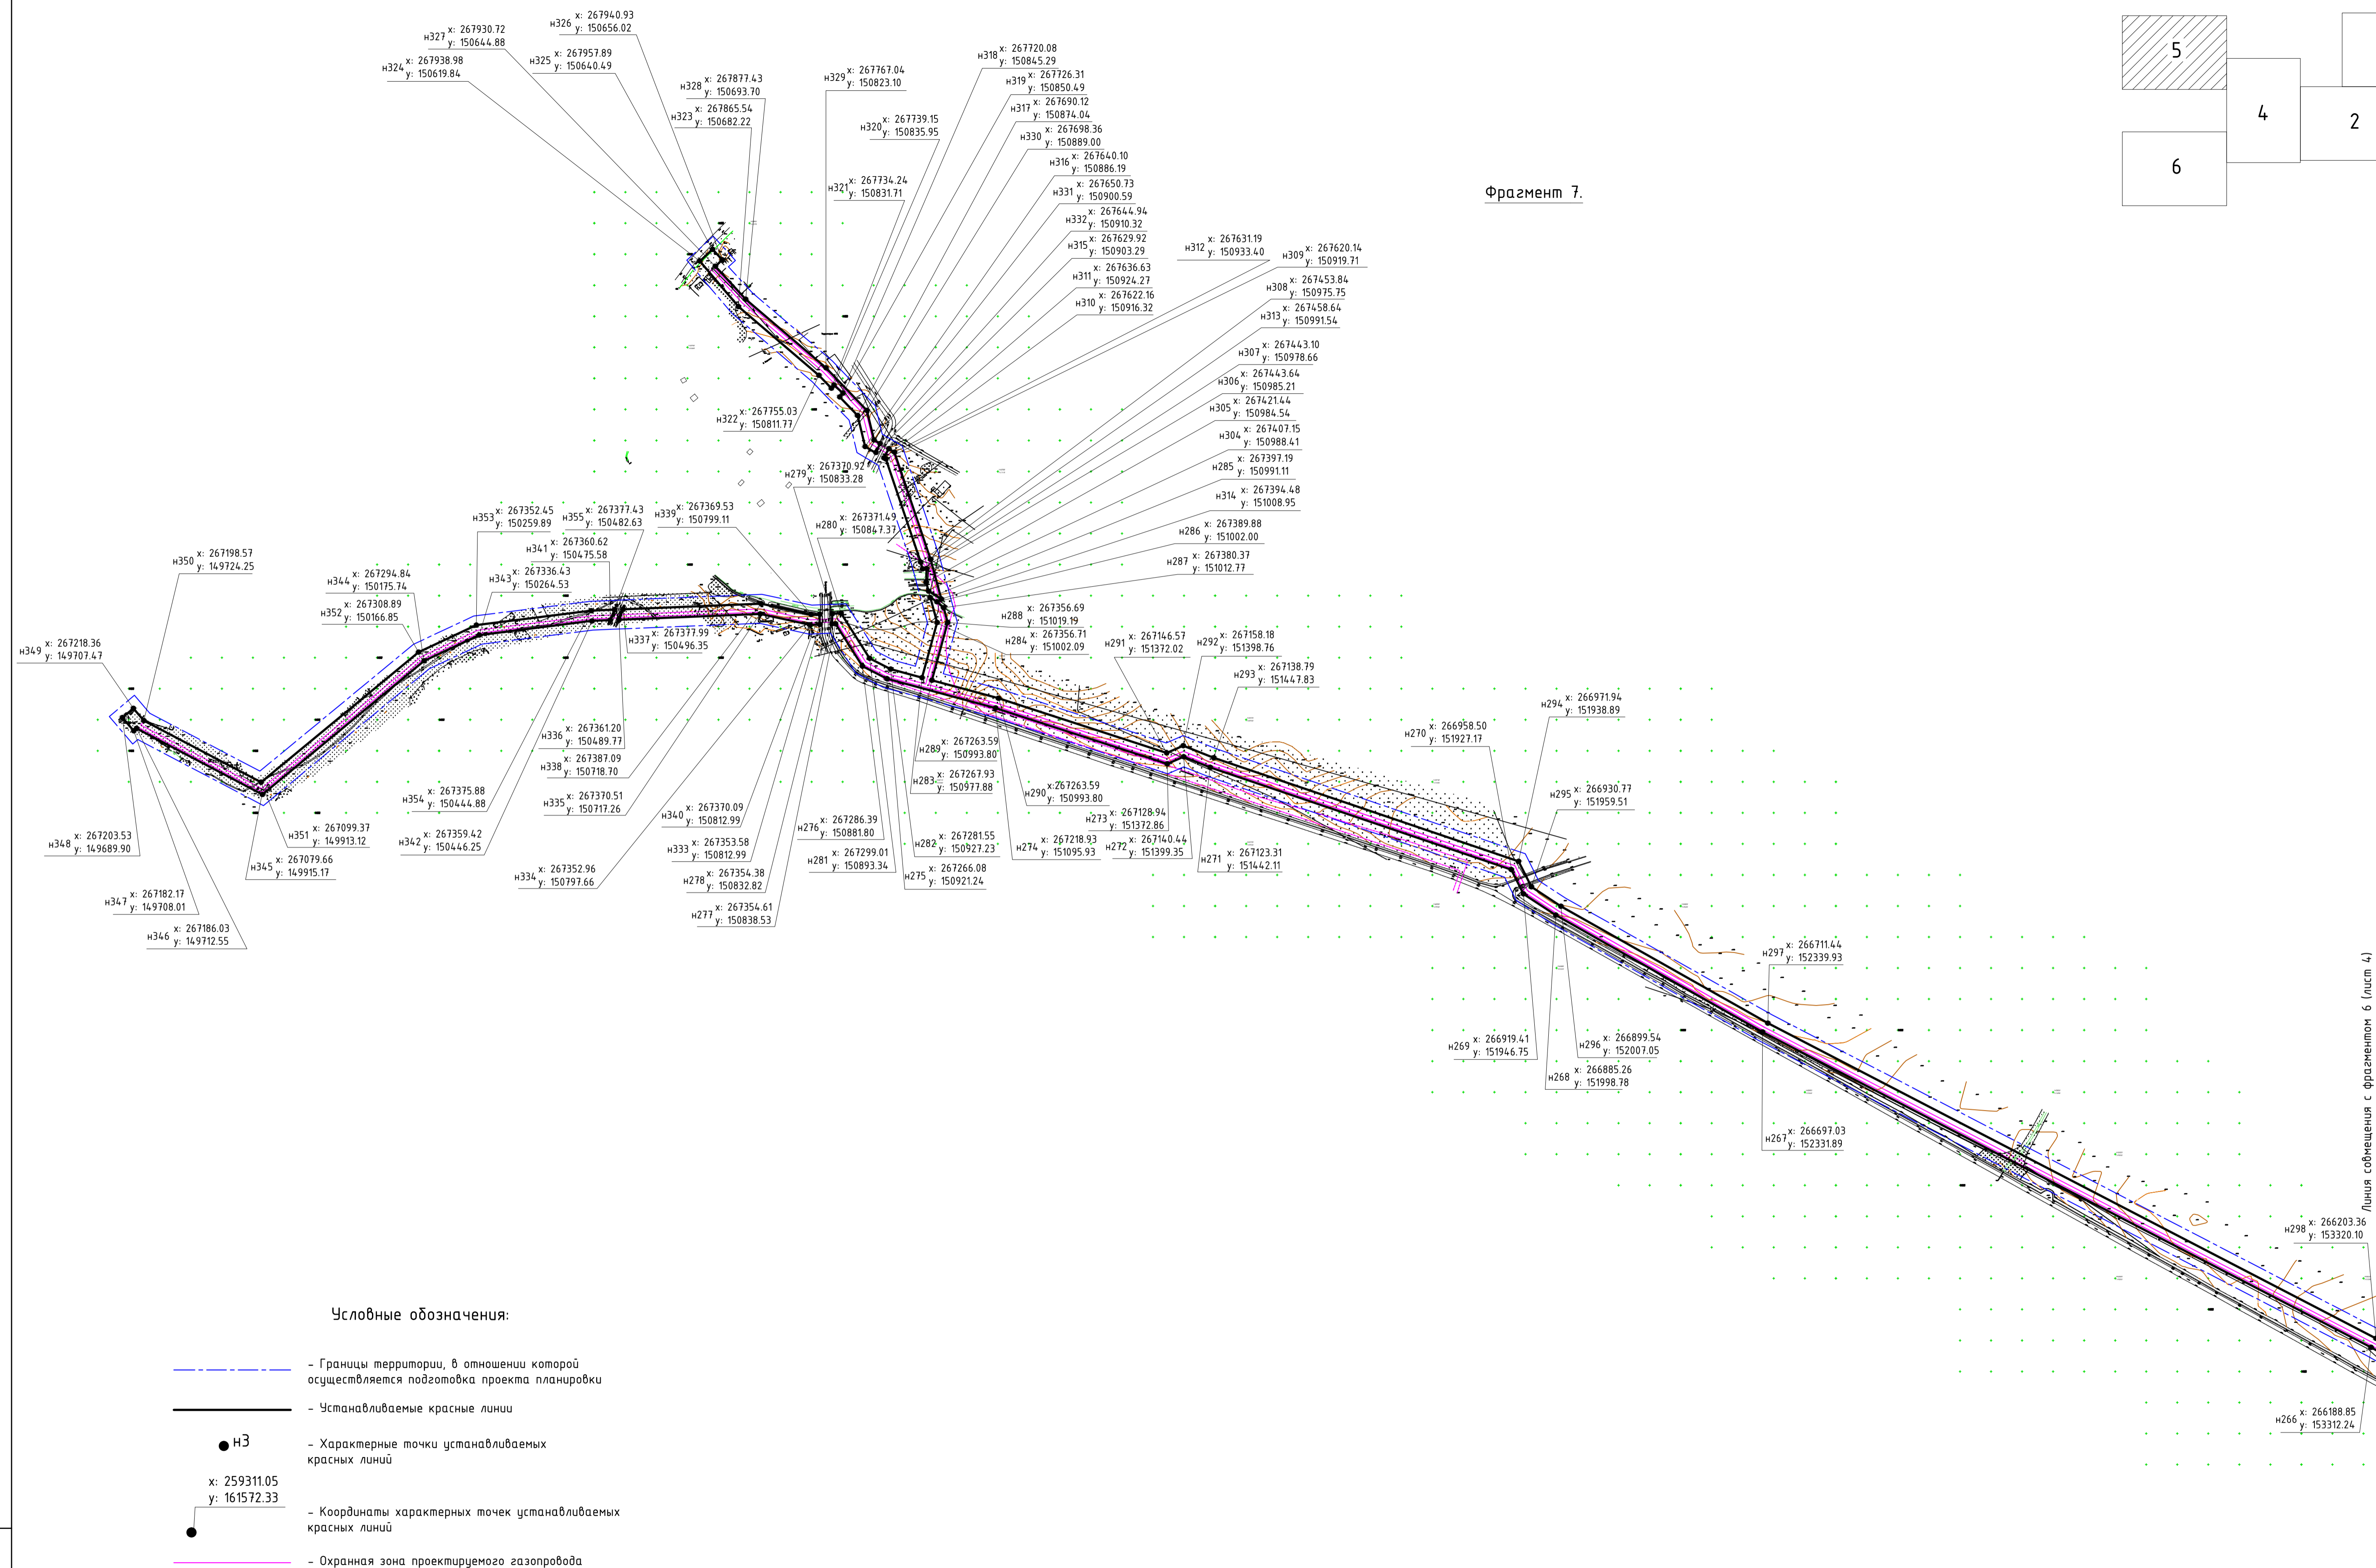 н326
x: 267940.93
y: 150656.02
н327
x: 267930.72
y: 150644.88
н324
x: 267938.98
y: 150619.84
н325
x: 267957.89
y: 150640.49
н328
x: 267877.43
y: 150693.70
н323
x: 267865.54
y: 150682.22
н329
x: 267767.04
y: 150823.10
н320
x: 267739.15
y: 150835.95
н321
x: 267734.24
y: 150831.71
н318
x: 267720.08
y: 150845.29
н319
x: 267726.31
y: 150850.49
н317
x: 267690.12
y: 150874.04
н330
x: 267698.36
y: 150889.00
н316
x: 267640.10
y: 150886.19
н331
x: 267650.73
y: 150900.59
н332
x: 267644.94
y: 150910.32
н315
x: 267629.92
y: 150903.29
н311
x: 267636.63
y: 150924.27
н310
x: 267622.16
y: 150916.32
н312
x: 267631.19
y: 150933.40
н309
x: 267620.14
y: 150919.71
н308
x: 267453.84
y: 150975.75
н313
x: 267458.64
y: 150991.54
н307
x: 267443.10
y: 150978.66
н306
x: 267443.64
y: 150985.21
н305
x: 267421.44
y: 150984.54
н304
x: 267407.15
y: 150988.41
н285
x: 267397.19
y: 150991.11
н314
x: 267394.48
y: 151008.95
н286
x: 267389.88
y: 151002.00
н287
x: 267380.37
y: 151012.77
н288
x: 267356.69
y: 151019.19
н284
x: 267356.71
y: 151002.09
Фрагмент 7.
5
4
2
6
н322
x: 267755.03
y: 150811.77
н279
x: 267370.92
y: 150833.28
н280
x: 267371.49
y: 150847.37
н339
x: 267369.53
y: 150799.11
н355
x: 267377.43
y: 150482.63
н353
x: 267352.45
y: 150259.89
н341
x: 267360.62
y: 150475.58
н343
x: 267336.43
y: 150264.53
н344
x: 267294.84
y: 150175.74
н352
x: 267308.89
y: 150166.85
н350
x: 267198.57
y: 149724.25
н349
x: 267218.36
y: 149707.47
н337
x: 267377.99
y: 150496.35
н336
x: 267361.20
y: 150489.77
н338
x: 267387.09
y: 150718.70
н335
x: 267370.51
y: 150717.26
н354
x: 267375.88
y: 150444.88
н342
x: 267359.42
y: 150446.25
н351
x: 267099.37
y: 149913.12
н345
x: 267079.66
y: 149915.17
н348
x: 267203.53
y: 149689.90
н347
x: 267182.17
y: 149708.01
н346
x: 267186.03
y: 149712.55
н334
x: 267352.96
y: 150797.66
н340
x: 267370.09
y: 150812.99
н333
x: 267353.58
y: 150812.99
н278
x: 267354.38
y: 150832.82
н277
x: 267354.61
y: 150838.53
н276
x: 267286.39
y: 150881.80
н281
x: 267299.01
y: 150893.34
н282
x: 267281.55
y: 150927.23
н275
x: 267266.08
y: 150921.24
н289
x: 267263.59
y: 150993.80
н283
x: 267267.93
y: 150977.88
н290
x: 267263.59
y: 150993.80
н274
x: 267218.93
y: 151095.93
н273
x: 267128.94
y: 151372.86
н272
x: 267140.44
y: 151399.35
н271
x: 267123.31
y: 151442.11
н291
x: 267146.57
y: 151372.02
н292
x: 267158.18
y: 151398.76
н293
x: 267138.79
y: 151447.83
н294
x: 266971.94
y: 151938.89
н270
x: 266958.50
y: 151927.17
н295
x: 266930.77
y: 151959.51
н269
x: 266919.41
y: 151946.75
н296
x: 266899.54
y: 152007.05
н268
x: 266885.26
y: 151998.78
н297
x: 266711.44
y: 152339.93
н267
x: 266697.03
y: 152331.89
н298
x: 266203.36
y: 153320.10
н266
x: 266188.85
y: 153312.24
Линия совмещения с фрагментом 6 (лист 4)
Условные обозначения:
- Границы территории, в отношении которой
осуществляется подготовка проекта планировки
- Устанавливаемые красные линии
н3
- Характерные точки устанавливаемых
красных линий
x: 259311.05
y: 161572.33
- Координаты характерных точек устанавливаемых
красных линий
- Охранная зона проектируемого газопровода